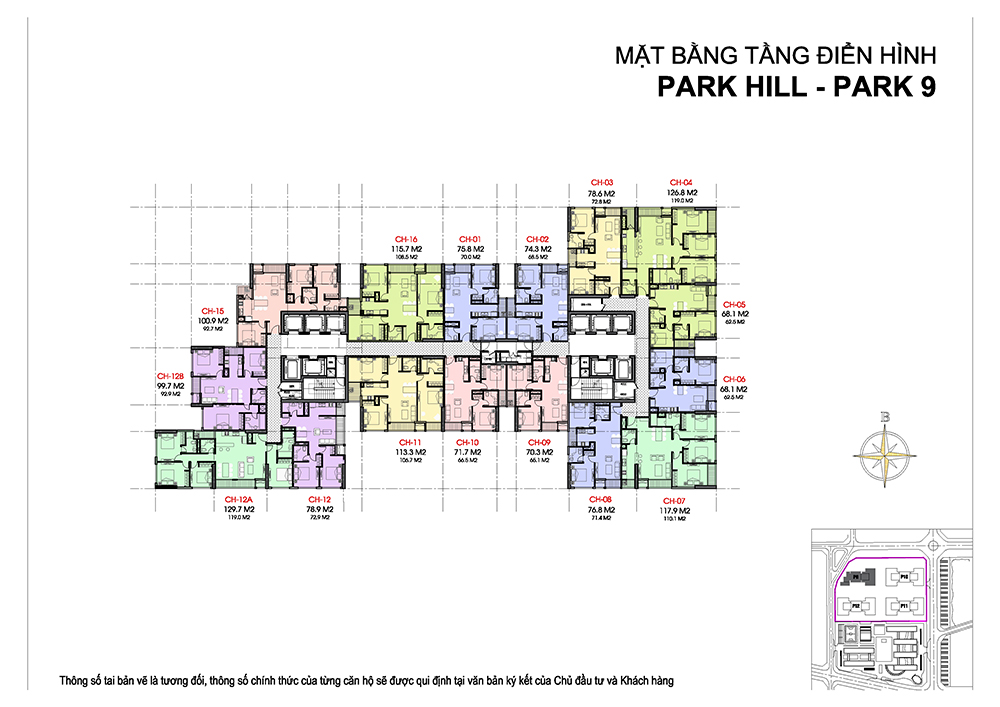 MẶT BẰNG TẦNG ĐIỂN HÌNH
PARK HILL - PARK 9
CH-03
78.6 M2
72.8 M2
CH-04
126.8 M2
119.0 M2
CH-16
115.7 M2
108.5 M2
CH-01
75.8 M2
70.0 M2
CH-02
74.3 M2
68.5 M2
CH-15
100.9 M2
92.7 M2
CH-05
68.1 M2
62.5 M2
CH-12B
99.7 M2
92.9 M2
CH-06
68.1 M2
62.5 M2
CH-11
113.3 M2
106.7 M2
CH-10
71.7 M2
66.5 M2
CH-09
70.3 M2
65.1 M2
CH-12A
129.7 M2
119.0 M2
CH-12
78.9 M2
72.9 M2
CH-08
76.8 M2
71.4 M2
CH-07
117.9 M2
110.1 M2
B
P9
P10
P12
P11
Thông số tai bản vẽ là tương đối, thông số chính thức của từng căn hộ sẽ được qui định tại văn bản ký kết của Chủ đầu tư và Khách hàng